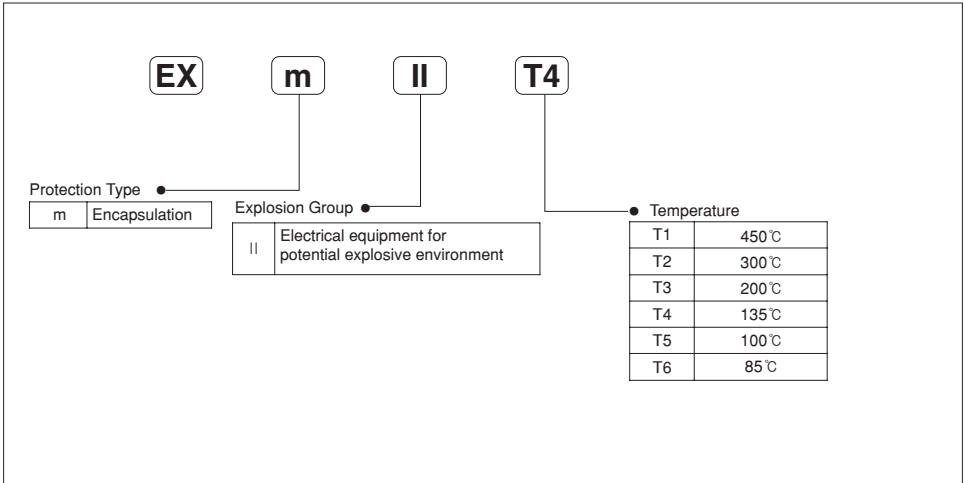 EX m II T4
Protection Type
m Encapsulation
Explosion Group
II Electrical equipment for
potential explosive environment
Temperature
T1 450℃
T2 300℃
T3 200℃
T4 135℃
T5 100℃
T6 85℃